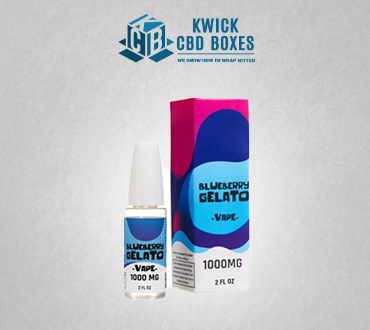 CB
KWICK
CBD BOXES
WE KNOW HOW TO WRAP BETTER
BLUEBERRY
GELATO
-VAPE-
1000MG
2 FL OZ
BLUEBERRY
GELATO
-VAPE-
1000 MG
2 FL OZ